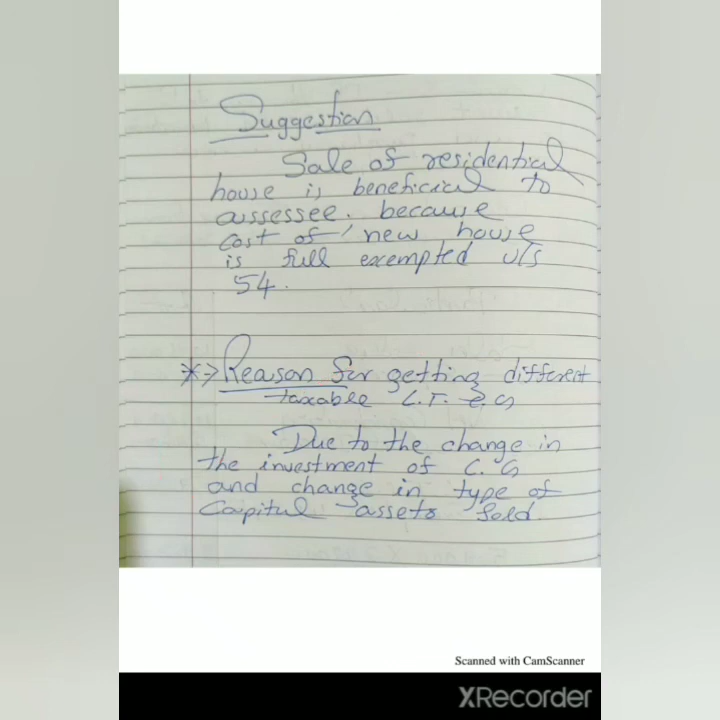 Suggestion
Sale of residential
house is beneficial to
assessee. because
cost of new house
is full exempted u/s
54.
*=> Reason for getting different
taxable L.T. C.G
Due to the change in
the investment of C.G
and change in type of
Capital assets sold.
Scanned with CamScanner
XRecorder